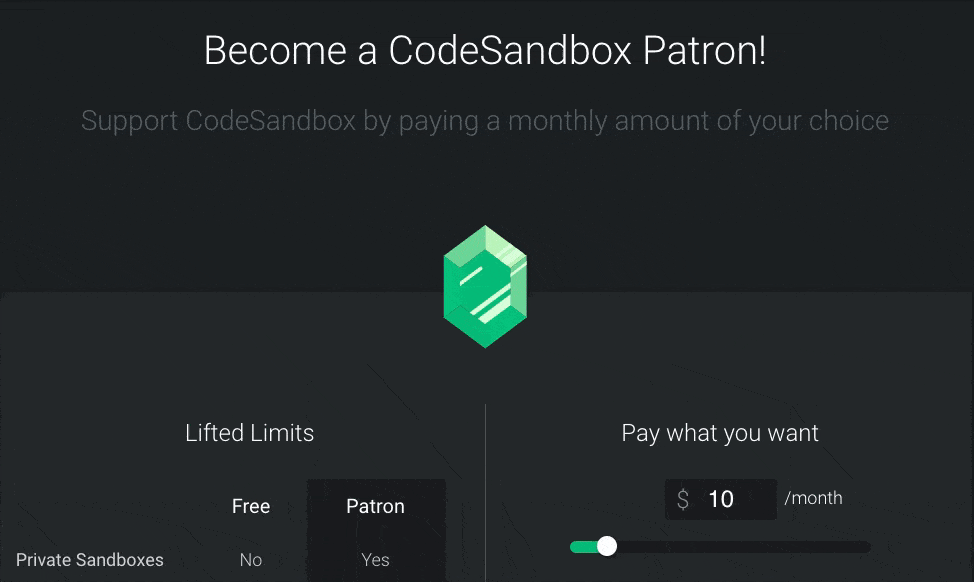 Become a CodeSandbox Patron!
Support CodeSandbox by paying a monthly amount of your choice
Lifted Limits
Free Patron
Private Sandboxes No Yes
Pay what you want
$ 10 /month